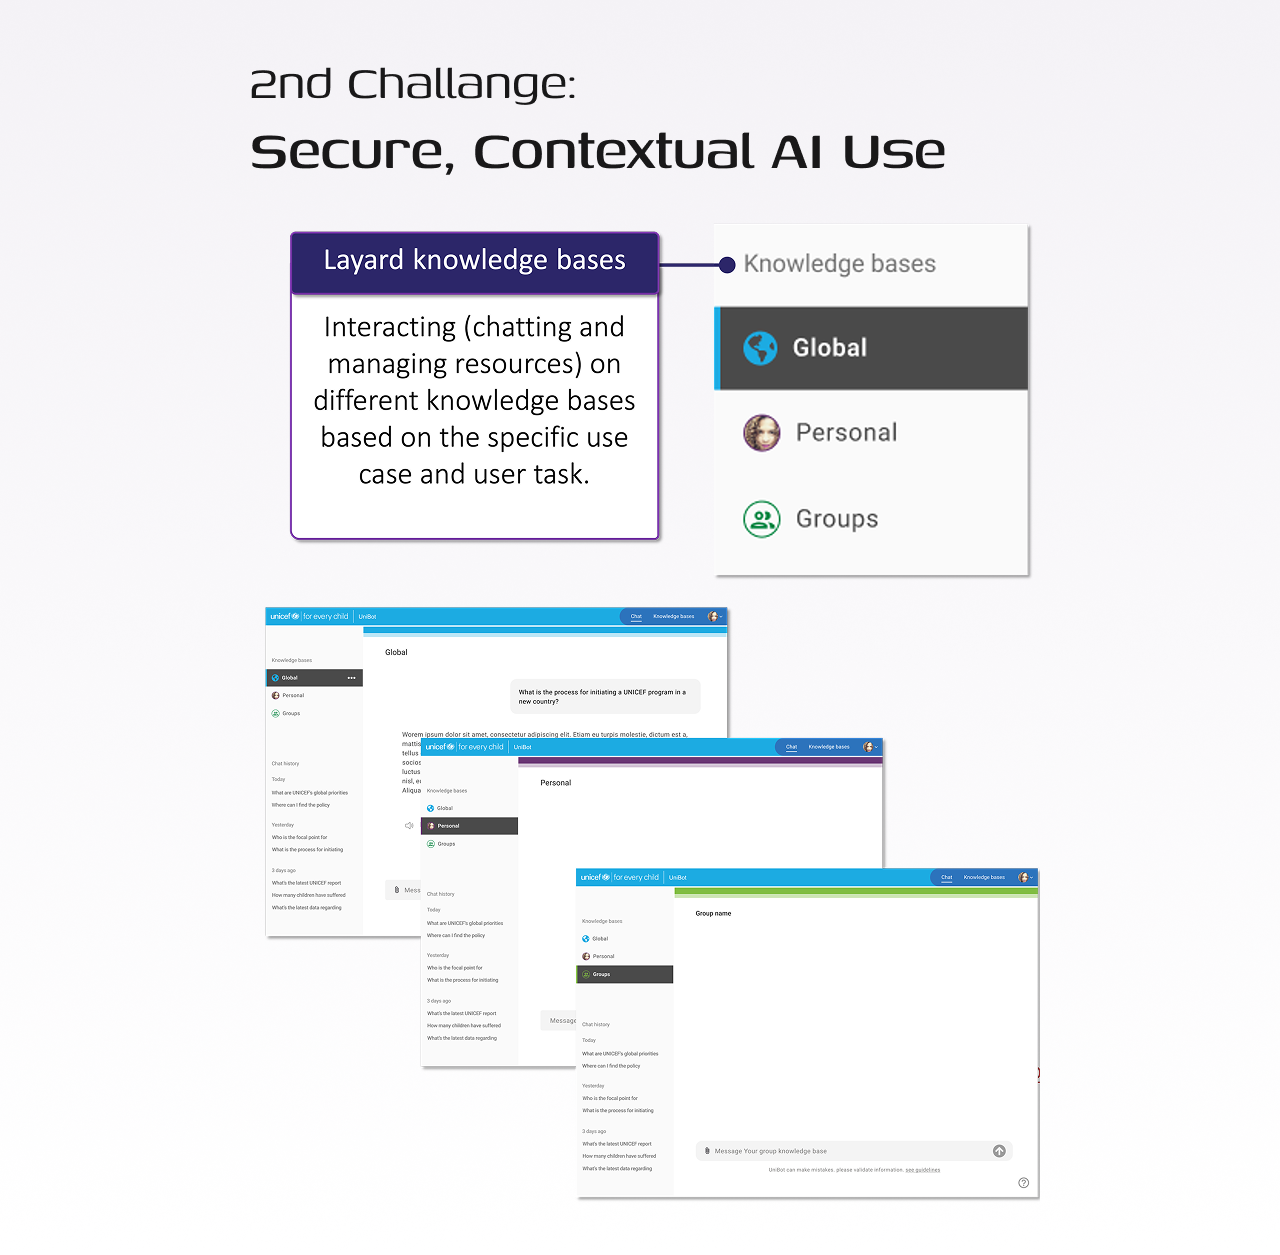 2nd Challange:
Secure, Contextual AI Use
Layard knowledge bases
Interacting (chatting and
managing resources) on
different knowledge bases
based on the specific use
case and user task.
Knowledge bases
Global
Personal
Groups
unicef for every child UniBot Chat Knowledge bases
Knowledge bases
Global
Personal
Groups
Chat history
Today
What are UNICEF's global priorities
Where can I find the policy
Yesterday
Who is the focal point for
What is the process for initiating
3 days ago
What's the latest UNICEF report
How many children have suffered
What's the latest data regarding
Global
What is the process for initiating a UNICEF program in a
new country?
Worem ipsum dolor sit amet, consectetur adipiscing elit. Etiam eu turpis molestie, dictum est a,
mattis
tellus
socios
luctus
nisl, e
Aliqua
Mess
unicef for every child UniBot Chat Knowledge bases
Knowledge bases
Global
Personal
Groups
Chat history
Today
What are UNICEF's global priorities
Where can I find the policy
Yesterday
Who is the focal point for
What is the process for initiating
3 days ago
What's the latest UNICEF report
How many children have suffered
What's the latest data regarding
Personal
Message
unicef for every child UniBot Chat Knowledge bases
Knowledge bases
Global
Personal
Groups
Chat history
Today
What are UNICEF's global priorities
Where can I find the policy
Yesterday
Who is the focal point for
What is the process for initiating
3 days ago
What's the latest UNICEF report
How many children have suffered
What's the latest data regarding
Group name
Message Your group knowledge base
UniBot can make mistakes, please validate information. see guidelines